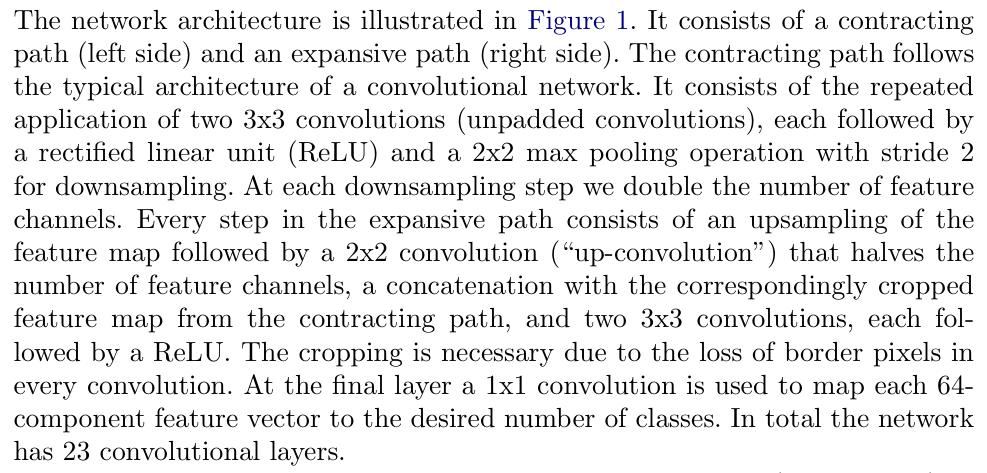 The network architecture is illustrated in Figure 1. It consists of a contracting
path (left side) and an expansive path (right side). The contracting path follows
the typical architecture of a convolutional network. It consists of the repeated
application of two 3x3 convolutions (unpadded convolutions), each followed by
a rectified linear unit (ReLU) and a 2x2 max pooling operation with stride 2
for downsampling. At each downsampling step we double the number of feature
channels. Every step in the expansive path consists of an upsampling of the
feature map followed by a 2x2 convolution (“up-convolution”) that halves the
number of feature channels, a concatenation with the correspondingly cropped
feature map from the contracting path, and two 3x3 convolutions, each fol-
lowed by a ReLU. The cropping is necessary due to the loss of border pixels in
every convolution. At the final layer a 1x1 convolution is used to map each 64-
component feature vector to the desired number of classes. In total the network
has 23 convolutional layers.